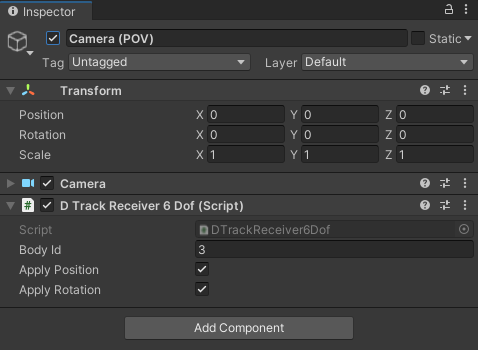 Inspector
Camera (POV) Static
Tag Untagged Layer Default
Transform
Position X 0 Y 0 Z 0
Rotation X 0 Y 0 Z 0
Scale X 1 Y 1 Z 1
Camera
# D Track Receiver 6 Dof (Script)
Script # DTrackReceiver6Dof
Body Id 3
Apply Position
Apply Rotation
Add Component